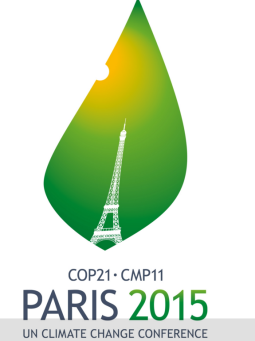 COP21·CMP11
PARIS 2015
UN CLIMATE CHANGE CONFERENCE